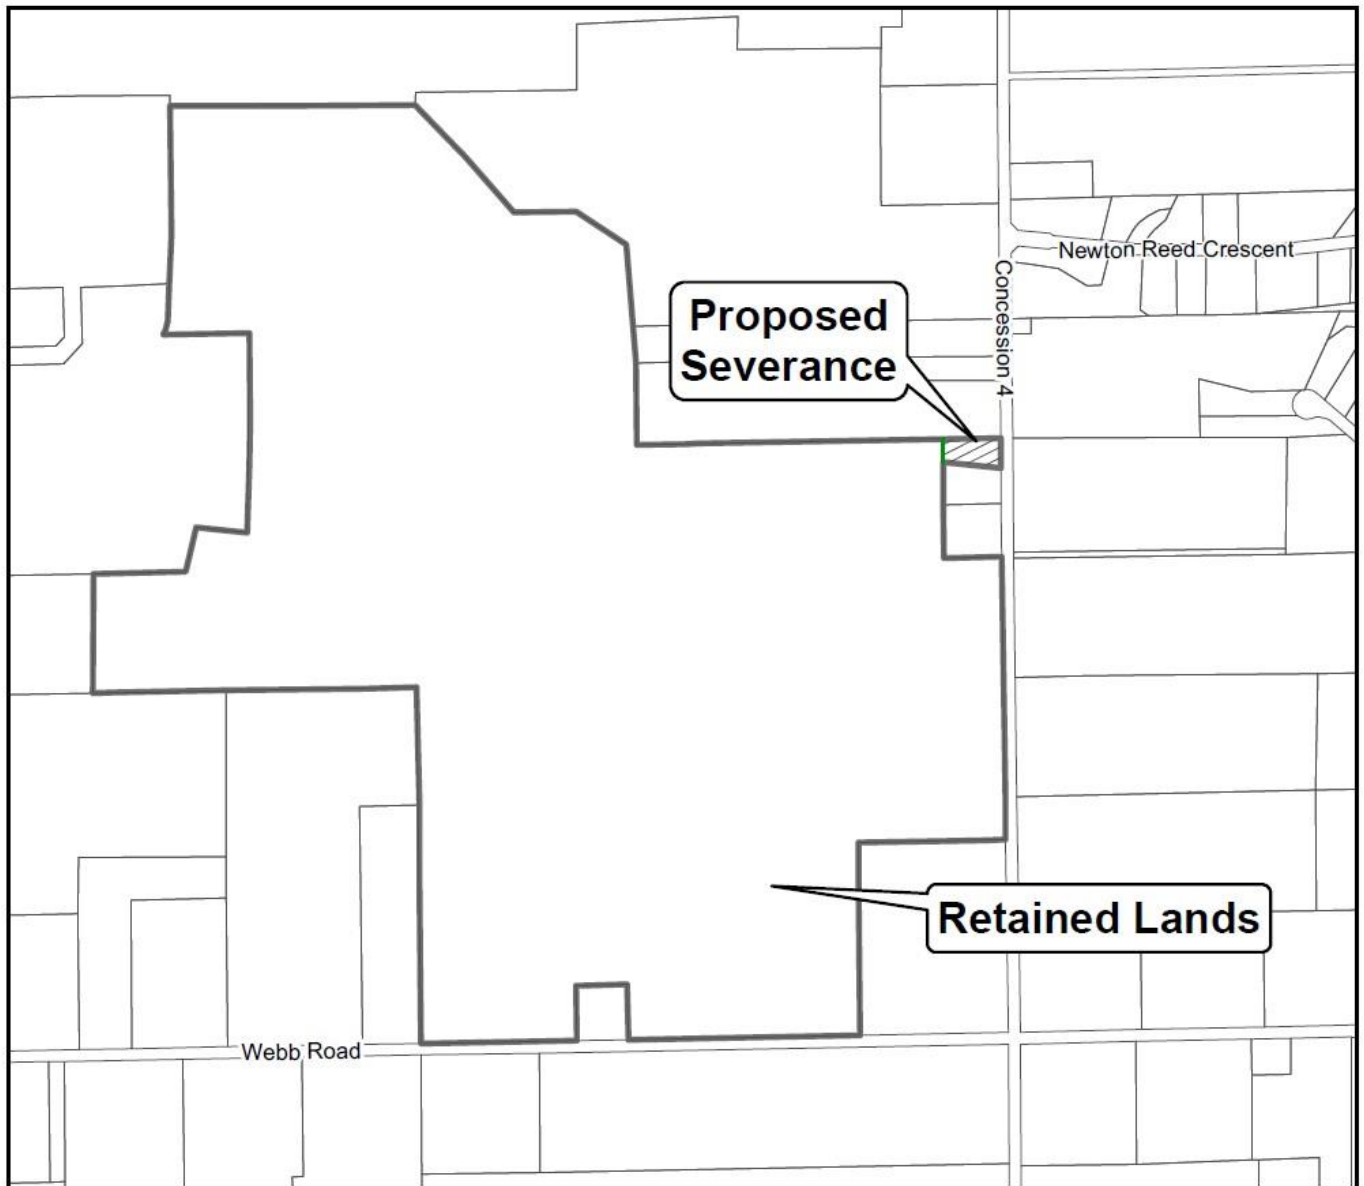 Newton Reed Crescent
Concession 4
Proposed
Severance
Retained Lands
Webb Road